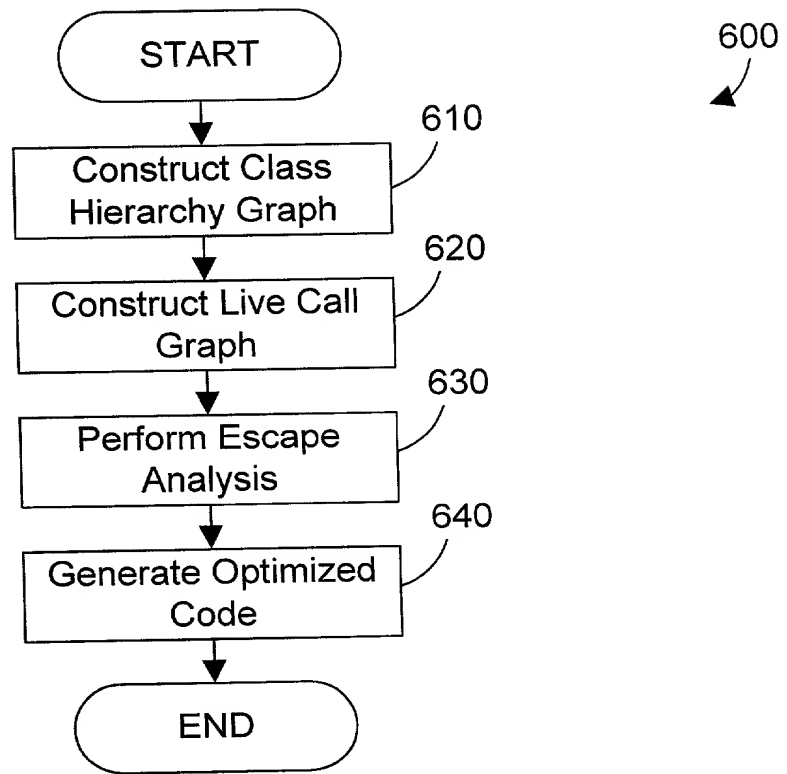 START
600
610
Construct Class
Hierarchy Graph
620
Construct Live Call
Graph
630
Perform Escape
Analysis
640
Generate Optimized
Code
END